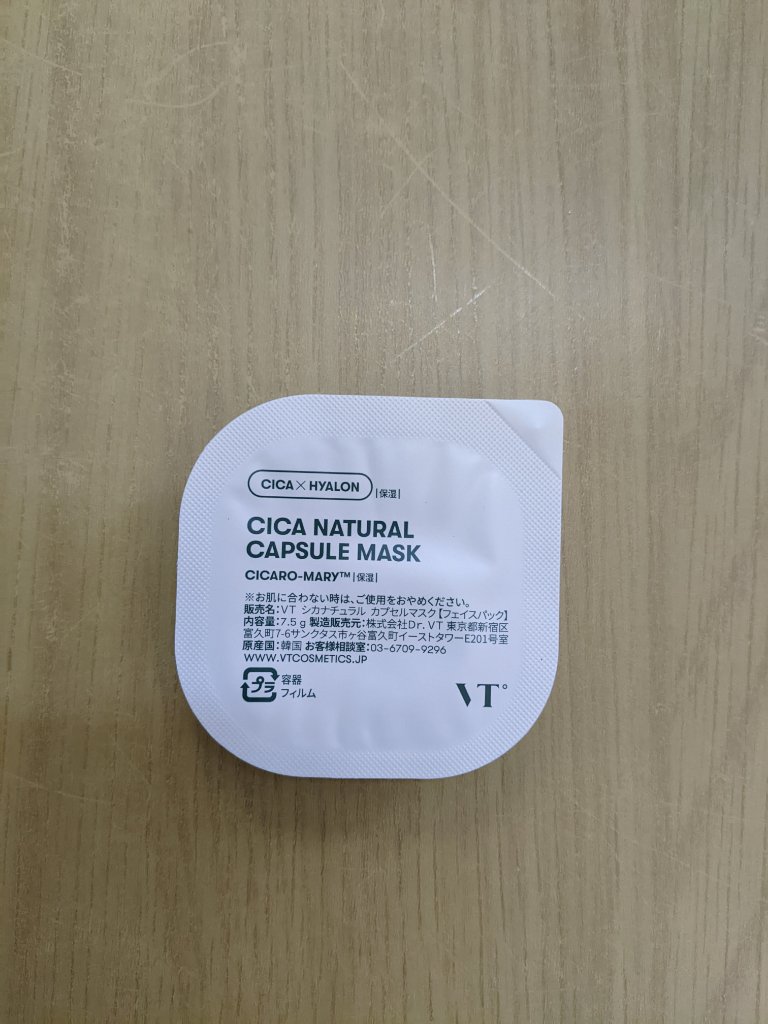 CICA×HYALON |保湿|
CICA NATURAL
CAPSULE MASK
CICARO-MARY™ |保湿|
※お肌に合わない時は、ご使用をおやめください。
販売名：VT シカナチュラル カプセルマスク【フェイスパック】
内容量：7.5 g 製造販売元：株式会社Dr. VT 東京都新宿区
富久町7-6サンクタス市ヶ谷富久町イーストタワーE201号室
原産国：韓国 お客様相談室：03-6709-9296
WWW.VTCOSMETICS.JP
プラ 容器
フィルム
VT°